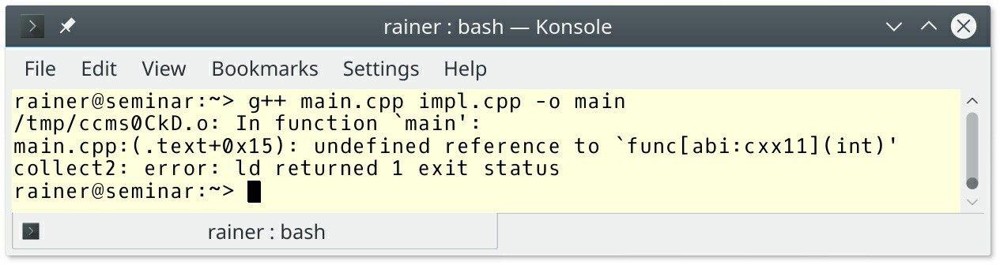 rainer : bash — Konsole
File Edit View Bookmarks Settings Help
rainer@seminar:~> g++ main.cpp impl.cpp -o main
/tmp/ccms0CkD.o: In function `main':
main.cpp:(.text+0x15): undefined reference to `func[abi:cxx11](int)'
collect2: error: ld returned 1 exit status
rainer@seminar:~>
rainer : bash